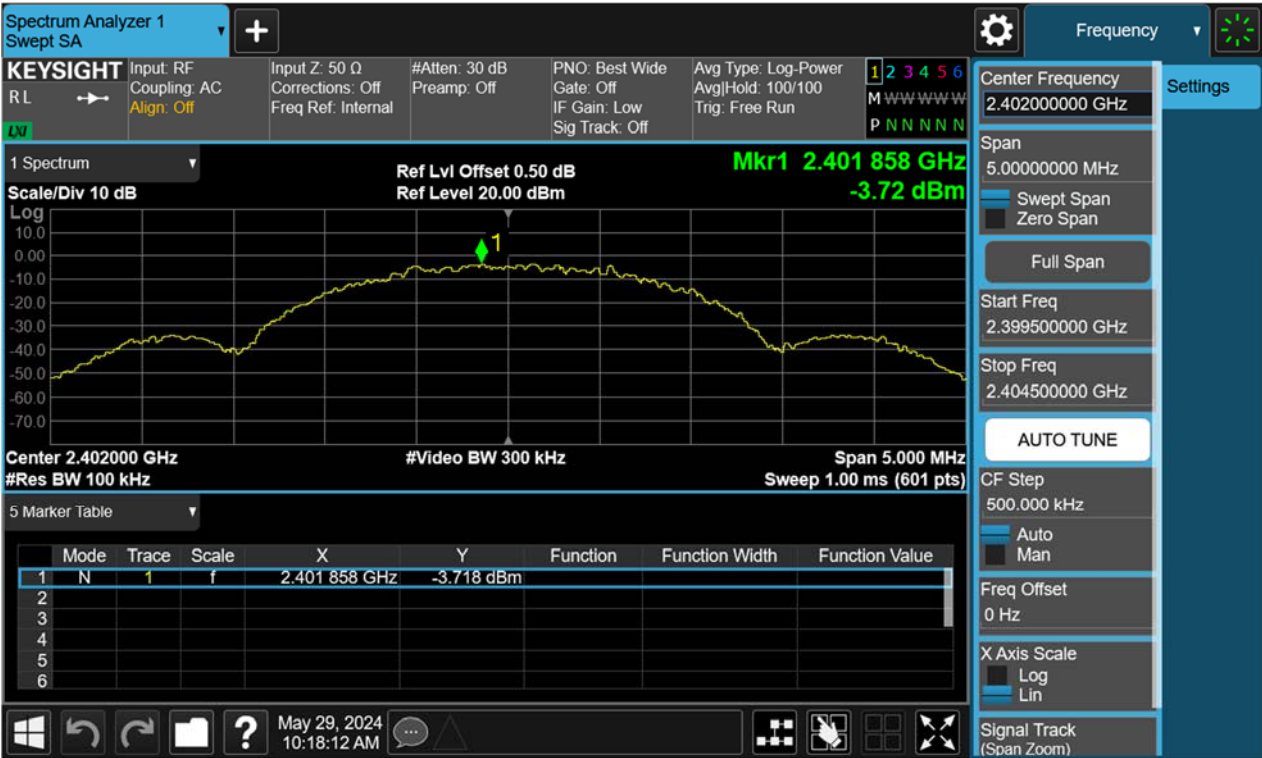 Spectrum Analyzer 1
Swept SA
Frequency
KEYSIGHT
R L
LXI
Input: RF
Coupling: AC
Align: Off
Input Z: 50 Ω
Corrections: Off
Freq Ref: Internal
#Atten: 30 dB
Preamp: Off
PNO: Best Wide
Gate: Off
IF Gain: Low
Sig Track: Off
Avg Type: Log-Power
Avg|Hold: 100/100
Trig: Free Run
1 2 3 4 5 6
M W W W W W
P N N N N N
1 Spectrum
Scale/Div 10 dB
Ref Lvl Offset 0.50 dB
Ref Level 20.00 dBm
Mkr1 2.401 858 GHz
-3.72 dBm
Log
10.0
0.00
-10.0
-20.0
-30.0
-40.0
-50.0
-60.0
-70.0
1
Center 2.402000 GHz
#Res BW 100 kHz
#Video BW 300 kHz
Span 5.000 MHz
Sweep 1.00 ms (601 pts)
5 Marker Table
Mode Trace Scale X Y Function Function Width Function Value
1 N 1 f 2.401 858 GHz -3.718 dBm
2
3
4
5
6
May 29, 2024
10:18:12 AM
?
Center Frequency
2.402000000 GHz
Settings
Span
5.00000000 MHz
Swept Span
Zero Span
Full Span
Start Freq
2.399500000 GHz
Stop Freq
2.404500000 GHz
AUTO TUNE
CF Step
500.000 kHz
Auto
Man
Freq Offset
0 Hz
X Axis Scale
Log
Lin
Signal Track
(Span Zoom)